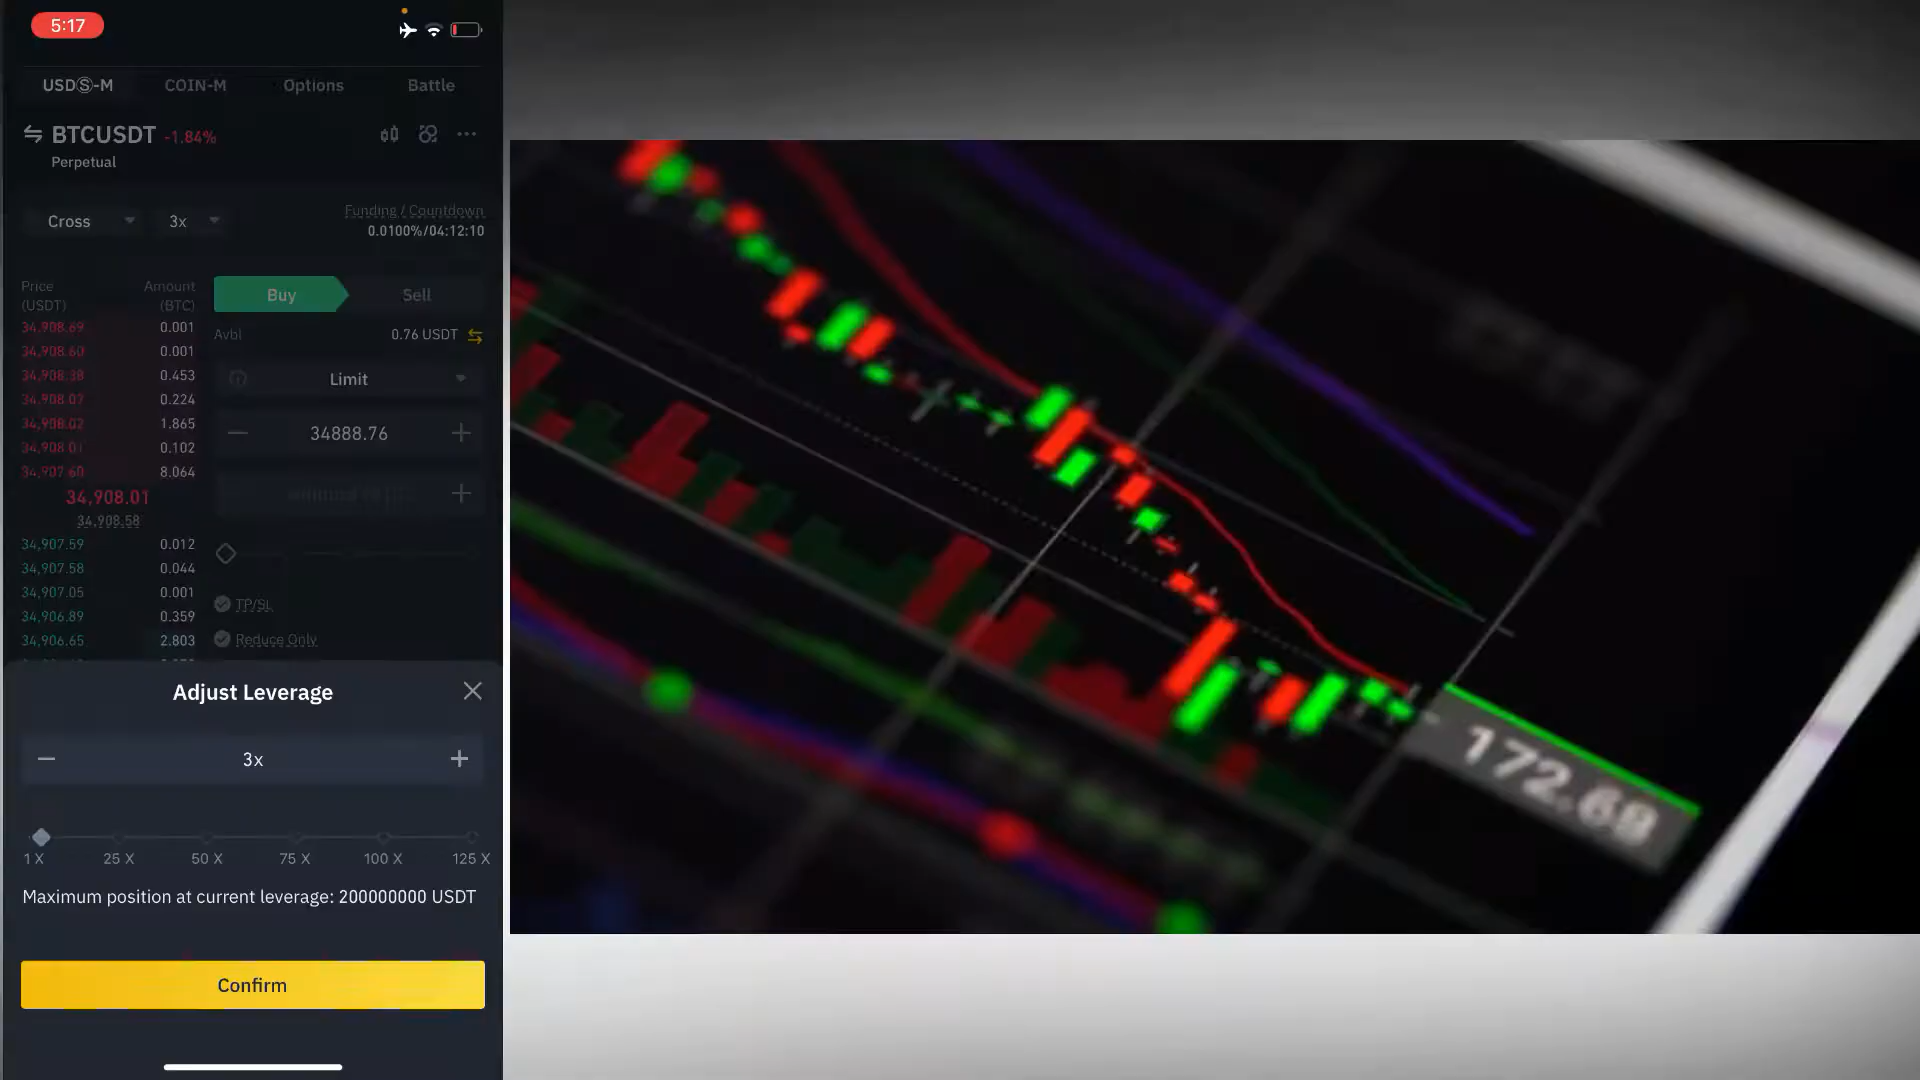 5:17
USDⓈ-M COIN-M Options Battle
BTCUSDT -1.84%
Perpetual
Cross 3x
Funding / Countdown
0.0100%/04:12:10
Price Amount
(USDT) (BTC)
Buy Sell
34,908.69 0.001
Avbl 0.76 USDT
34,908.60 0.001
34,908.38 0.453
Limit
34,908.07 0.224
34,908.02 1.865
34888.76
34,908.01 0.102
34,907.60 8.064
34,908.01
34,908.58
34,907.59 0.012
34,907.58 0.044
34,907.05 0.001
TP/SL
34,906.89 0.359
34,906.65 2.803
Reduce Only
Adjust Leverage
3x
1 X 25 X 50 X 75 X 100 X 125 X
Maximum position at current leverage: 200000000 USDT
Confirm
172.68